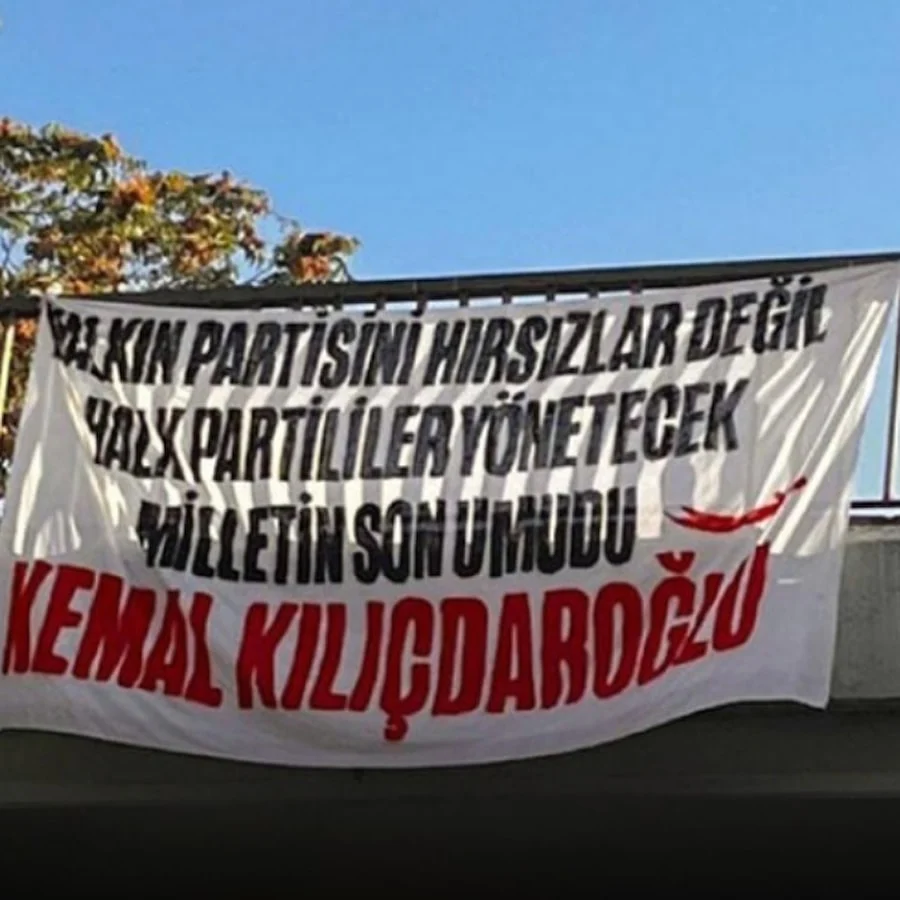 HALKIN PARTİSİNİ HIRSIZLAR DEĞİL
HALK PARTİLİLER YÖNETECEK
MİLLETİN SON UMUDU
KEMAL KILIÇDAROĞLU